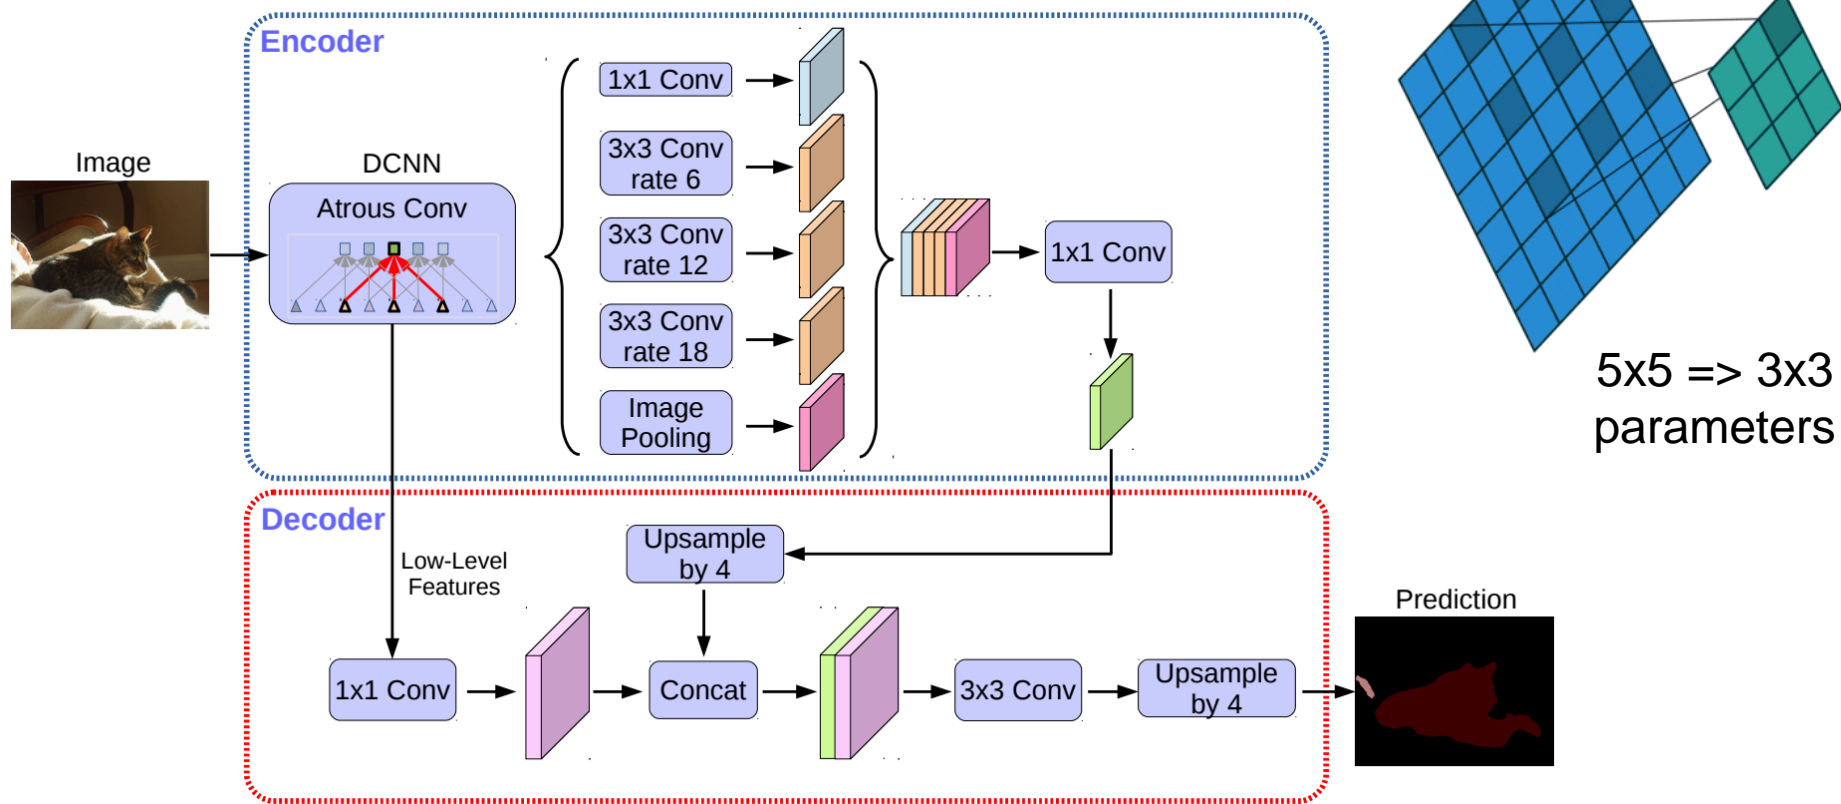 Encoder
Image
DCNN
Atrous Conv
1x1 Conv
3x3 Conv
rate 6
3x3 Conv
rate 12
3x3 Conv
rate 18
Image
Pooling
1x1 Conv
5x5 => 3x3
parameters
Decoder
Low-Level
Features
Upsample
by 4
1x1 Conv
Concat
3x3 Conv
Upsample
by 4
Prediction